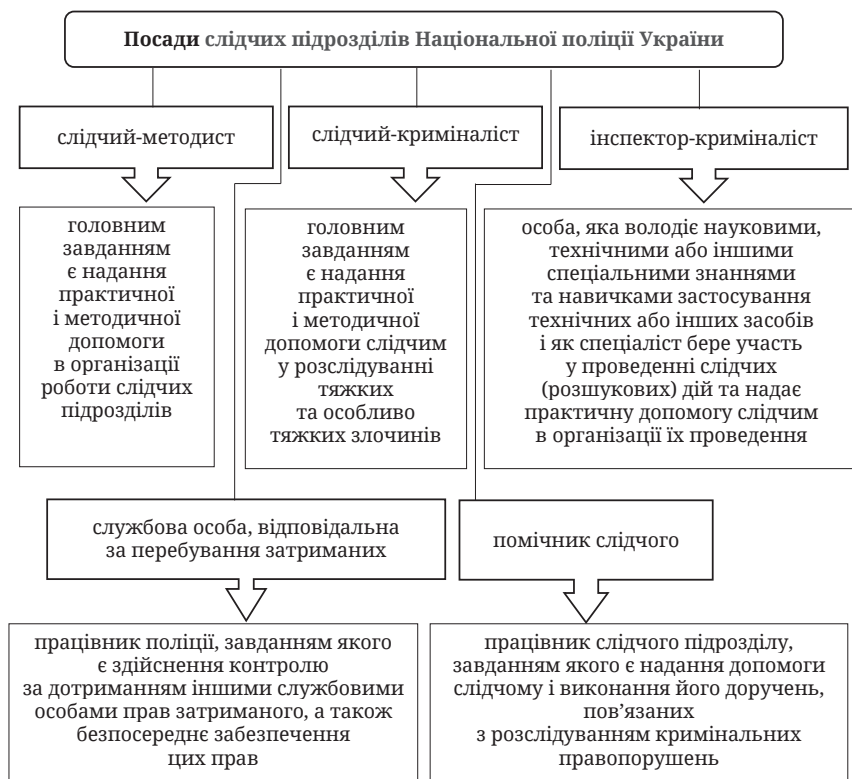 Посади слідчих підрозділів Національної поліції України
слідчий-методист
слідчий-криміналіст
інспектор-криміналіст
головним
завданням
є надання
практичної
і методичної
допомоги
в організації
роботи слідчих
підрозділів
головним
завданням
є надання
практичної
і методичної
допомоги слідчим
у розслідуванні
тяжких
та особливо
тяжких злочинів
особа, яка володіє науковими,
технічними або іншими
спеціальними знаннями
та навичками застосування
технічних або інших засобів
і як спеціаліст бере участь
у проведенні слідчих
(розшукових) дій та надає
практичну допомогу слідчим
в організації їх проведення
службова особа, відповідальна
за перебування затриманих
помічник слідчого
працівник поліції, завданням якого
є здійснення контролю
за дотриманням іншими службовими
особами прав затриманого, а також
безпосереднє забезпечення
цих прав
працівник слідчого підрозділу,
завданням якого є надання допомоги
слідчому і виконання його доручень,
пов’язаних
з розслідуванням кримінальних
правопорушень